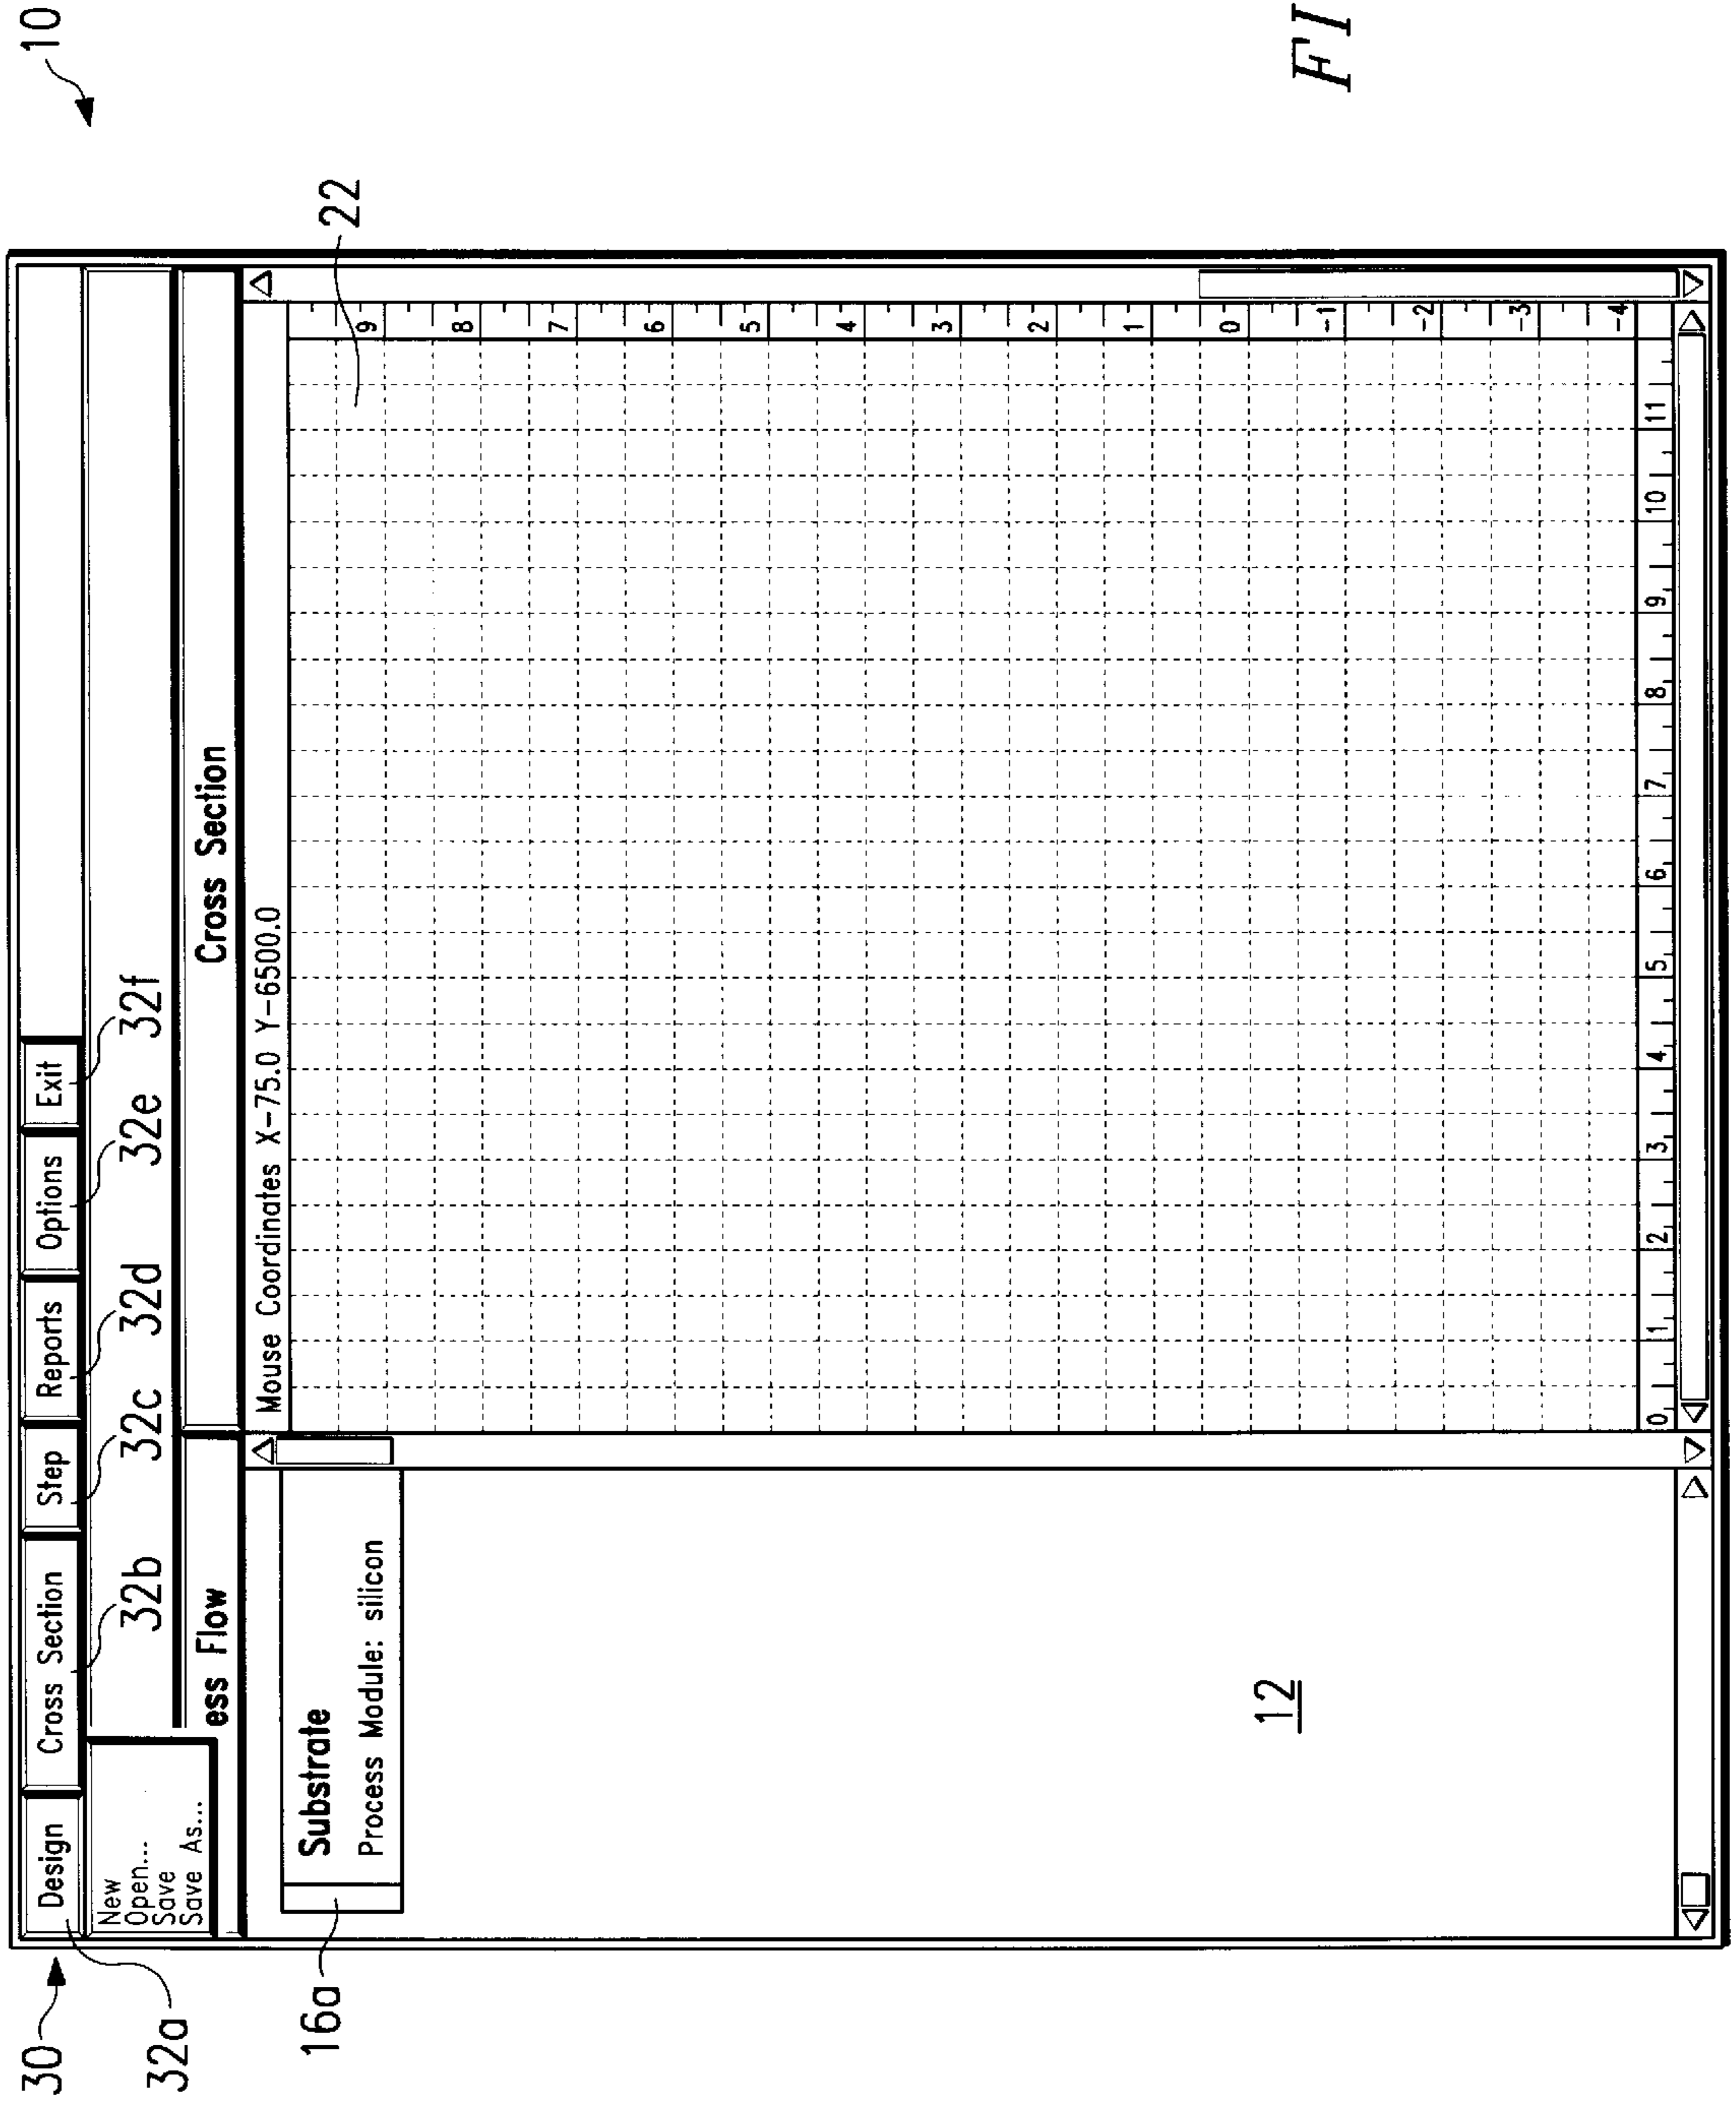 10
30
Design Cross Section Step Reports Options Exit
32a
32b 32c 32d 32e 32f
New
Open...
Save
Save As...
ess Flow
Cross Section
Mouse Coordinates X-75.0 Y-6500.0
22
16a
Substrate
Process Module: silicon
12
9
8
7
6
5
4
3
2
1
0
-1
-2
-3
-4
0 1 2 3 4 5 6 7 8 9 10 11
FI